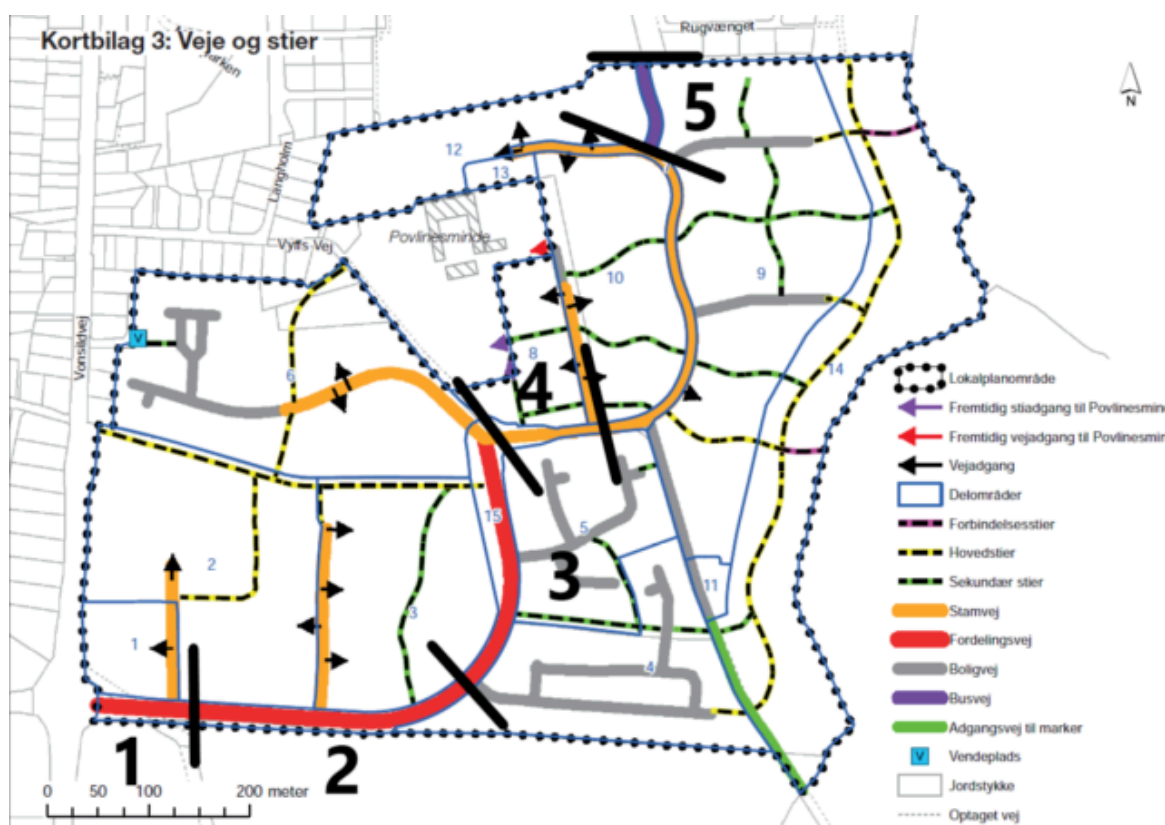 Kortbilag 3: Veje og stier
Rugvænget
N
Langholm
Vylfs Vej
Vonsildvej
Povlinesminde
5
12
13
10
9
8
14
V
6
4
15
5
3
2
1
3
11
4
1
2
0 50 100 200 meter
Lokalplanområde
Fremtidig stiadgang til Povlinesmin
Fremtidig vejadgang til Povlinesmin
Vejadgang
Delområder
Forbindelsesstier
Hovedstier
Sekundær stier
Stamvej
Fordelingsvej
Boligvej
Busvej
Adgangsvej til marker
V Vendeplads
Jordstykke
Optaget vej